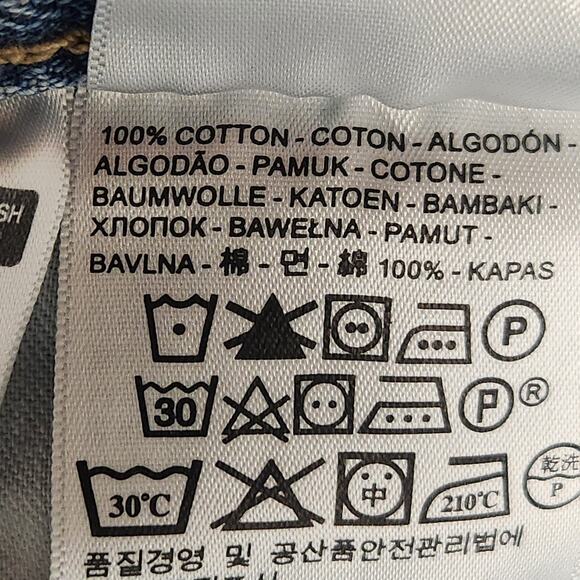 100% COTTON - COTON - ALGODÓN -
ALGODÃO - PAMUK - COTONE -
BAUMWOLLE - KATOEN - BAMBAKI -
ХЛОПОК - BAWEŁNA - PAMUT -
BAVLNA - 棉 - 면 - 綿 100% - KAPAS
P
30 P ®
30°C 中 210°C 乾洗 P
품질경영 및 공산품안전관리법에
SH